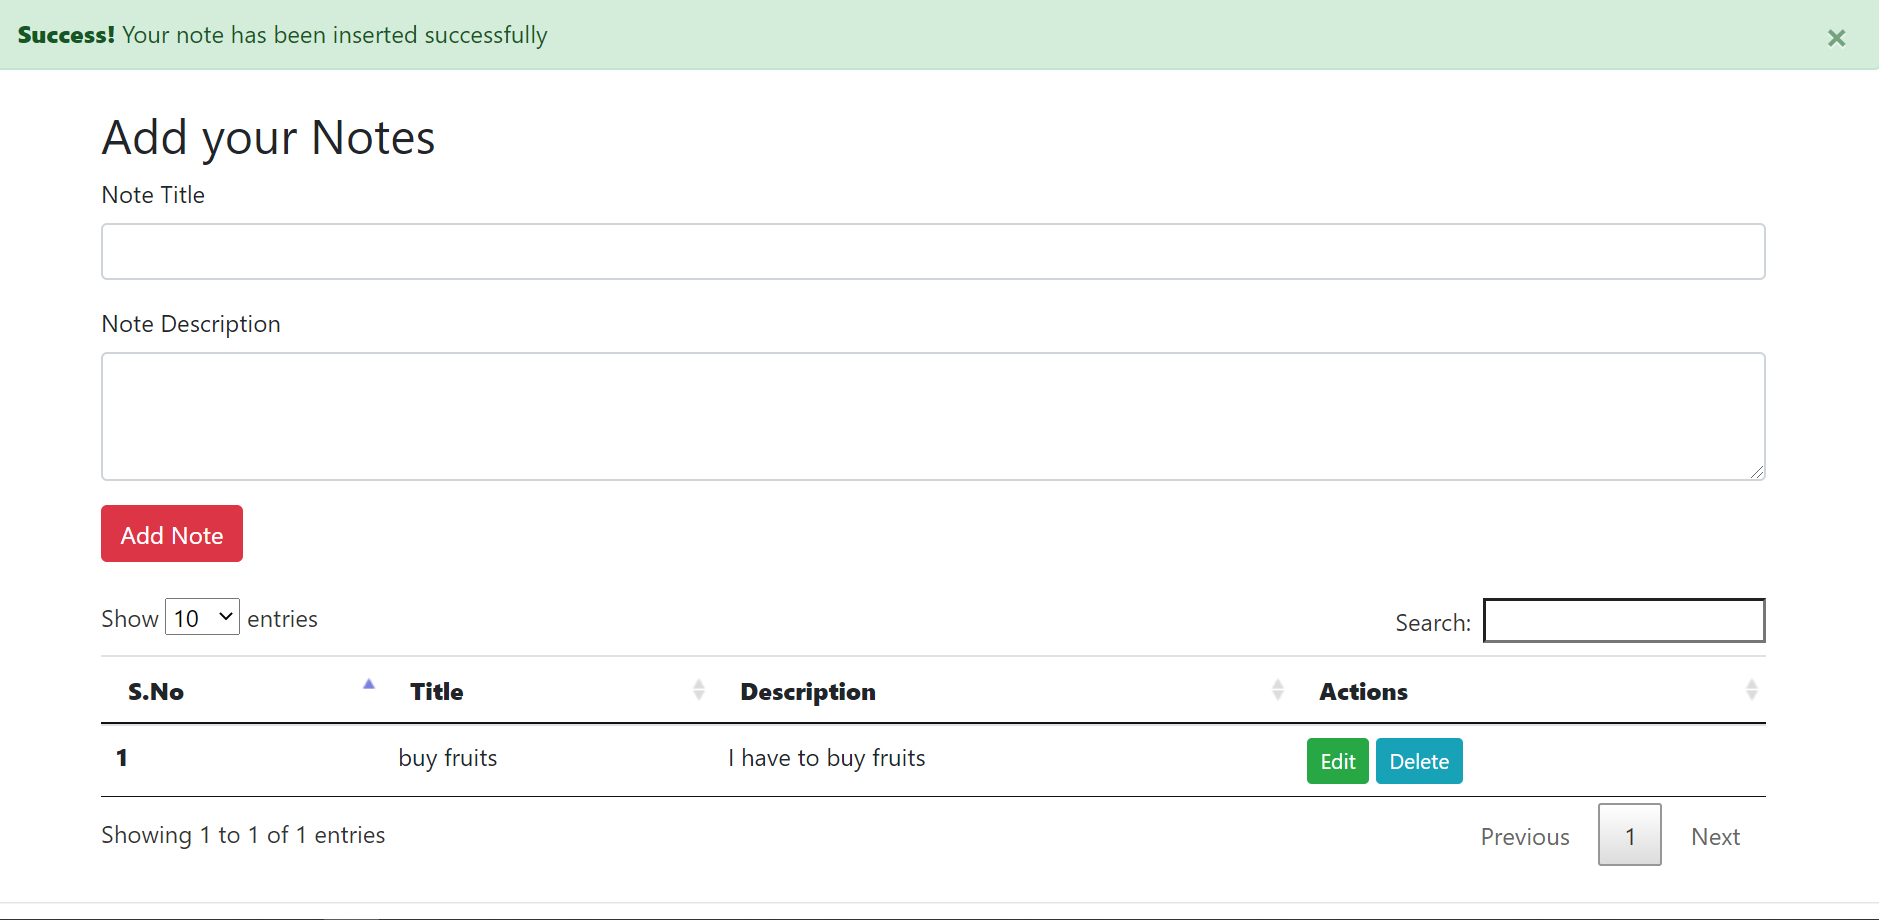 Success! Your note has been inserted successfully ×
Add your Notes
Note Title
Note Description
Add Note
Show 10 entries Search:
S.No Title Description Actions
1 buy fruits I have to buy fruits Edit Delete
Showing 1 to 1 of 1 entries Previous 1 Next